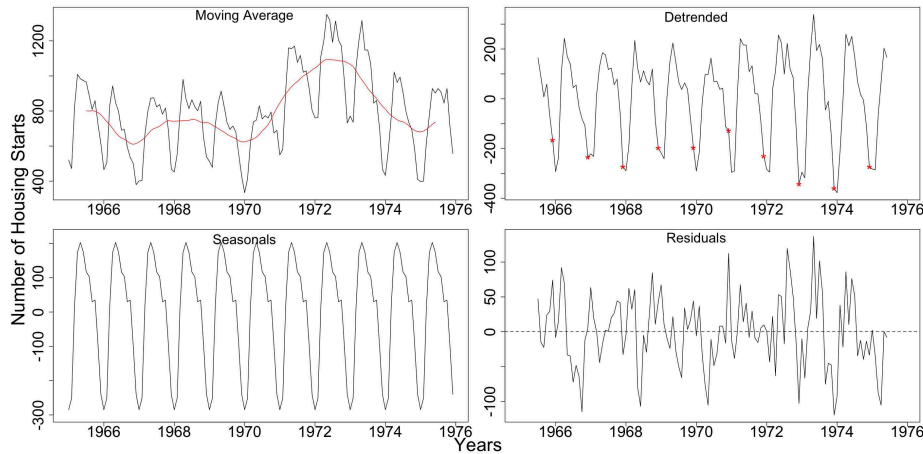 Moving Average
Detrended
400 800 1200
-400 -200 0 200
1966 1968 1970 1972 1974 1976
1966 1968 1970 1972 1974 1976
Number of Housing Starts
Seasonals
Residuals
-300 -100 0 100
-100 0 50 100
1966 1968 1970 1972 1974 1976
1966 1968 1970 1972 1974 1976
Years